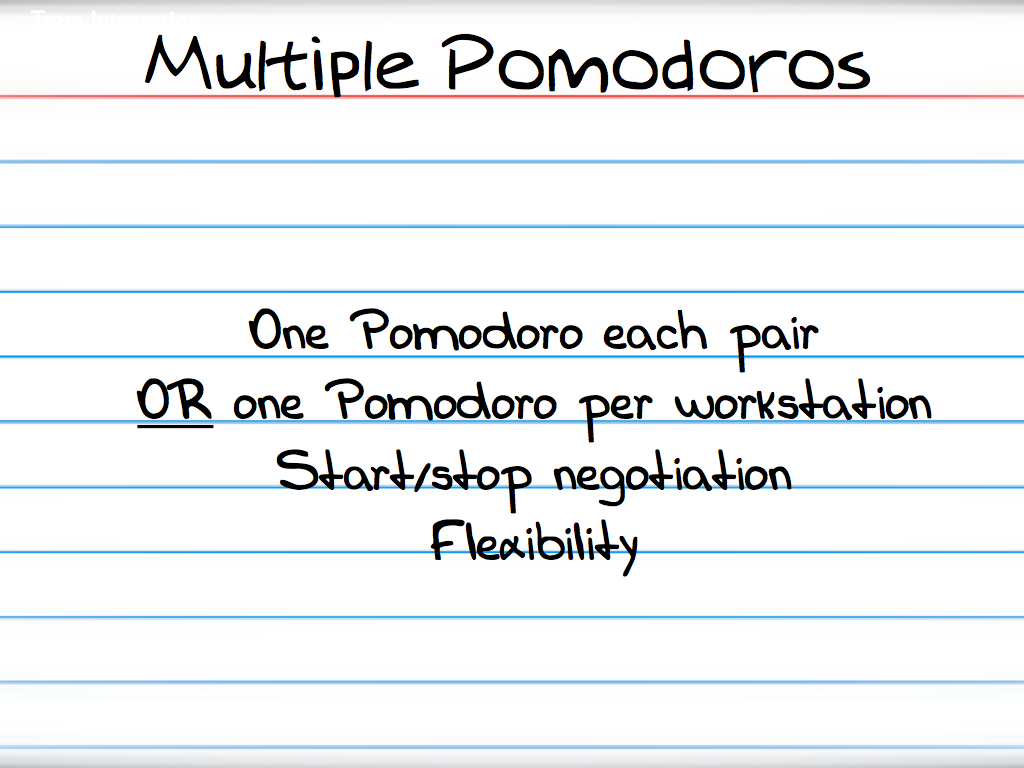 Team Integration
Multiple Pomodoros
One Pomodoro each pair
OR one Pomodoro per workstation
Start/stop negotiation
Flexibility